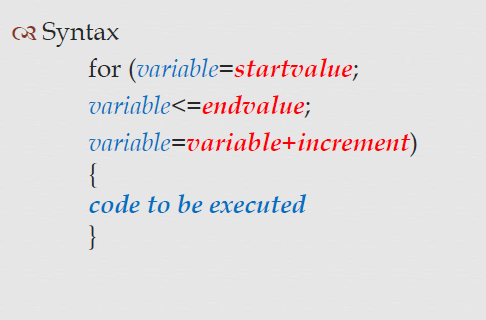 Syntax
for (variable=startvalue;
variable<=endvalue;
variable=variable+increment)
{
code to be executed
}